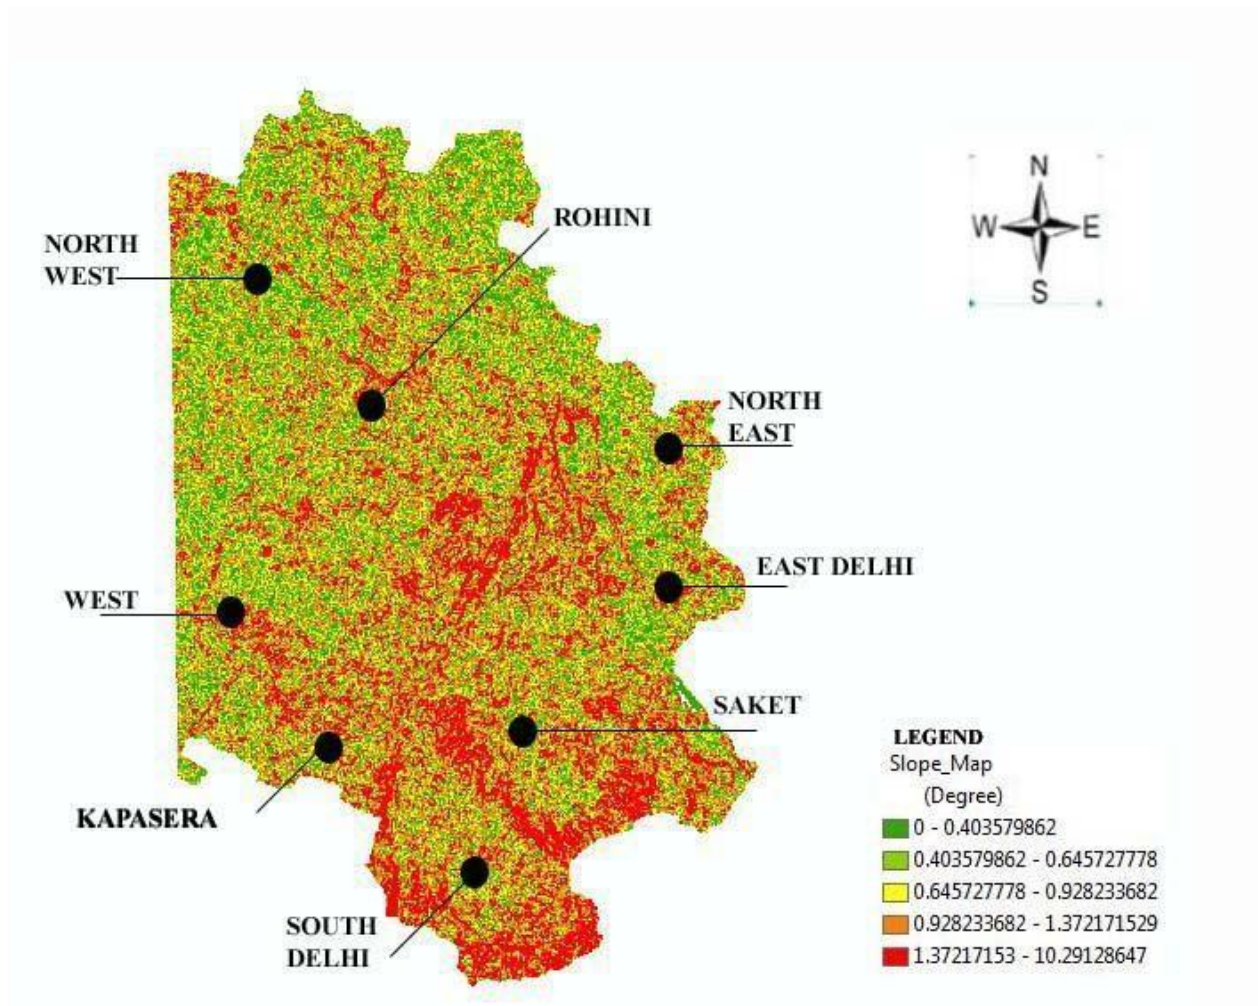 N
W E
S
ROHINI
NORTH
WEST
NORTH
EAST
EAST DELHI
WEST
SAKET
KAPASERA
SOUTH
DELHI
LEGEND
Slope_Map
(Degree)
0 - 0.403579862
0.403579862 - 0.645727778
0.645727778 - 0.928233682
0.928233682 - 1.372171529
1.37217153 - 10.29128647